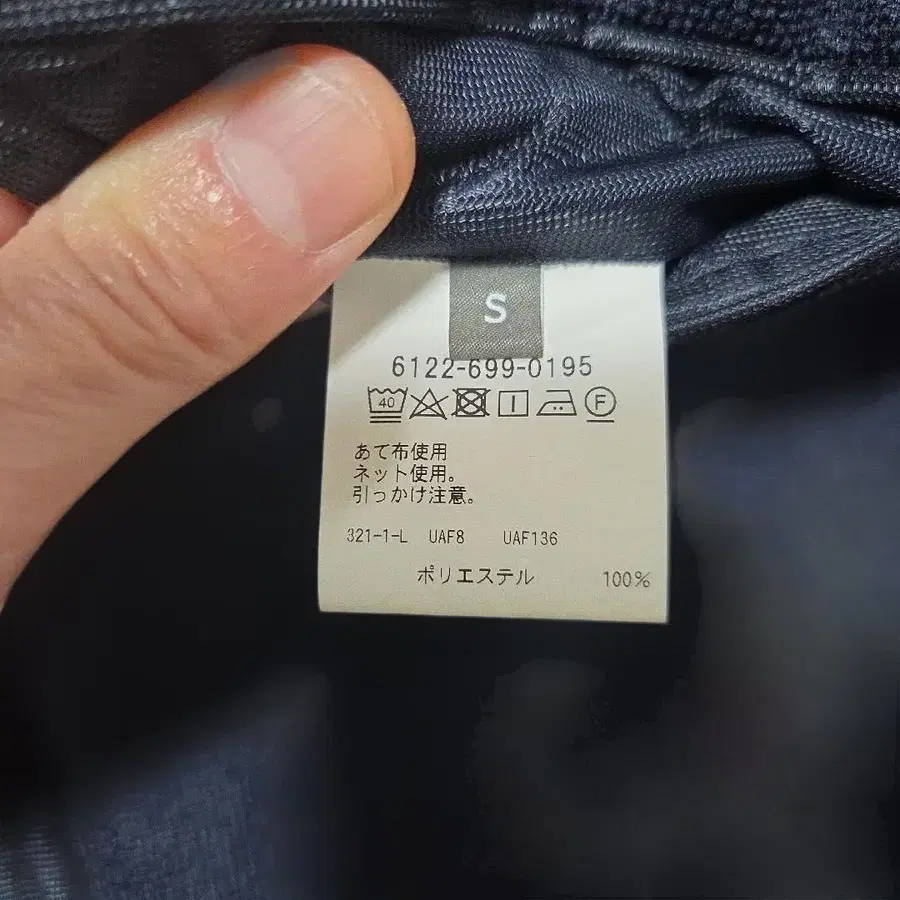 S
6122-699-0195
40 F
あて布使用
ネット使用。
引っかけ注意。
321-1-L UAF8 UAF136
ポリエステル 100%